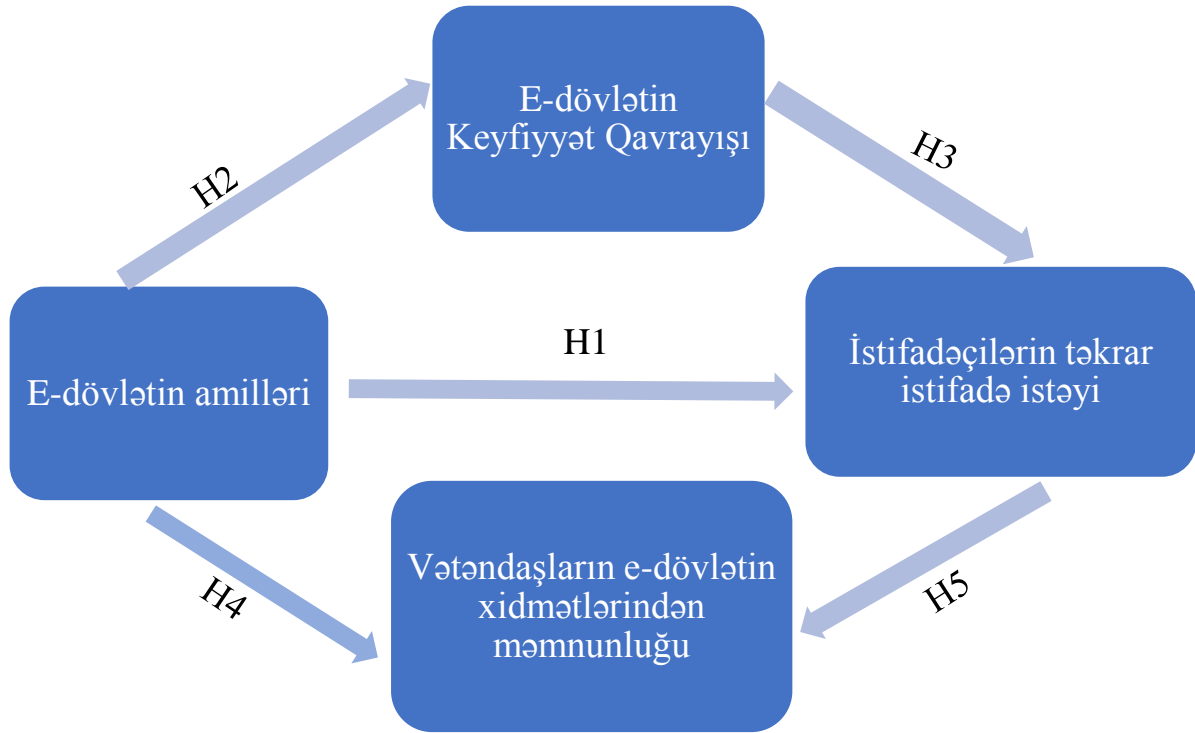 E-dövlətin
Keyfiyyət Qavrayışı
H2
H3
E-dövlətin amilləri
H1
İstifadəçilərin təkrar
istifadə istəyi
H4
Vətəndaşların e-dövlətin
xidmətlərindən
məmnunluğu
H5